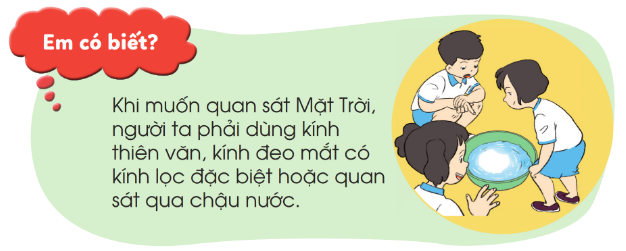 Em có biết?
Khi muốn quan sát Mặt Trời,
người ta phải dùng kính
thiên văn, kính đeo mắt có
kính lọc đặc biệt hoặc quan
sát qua chậu nước.